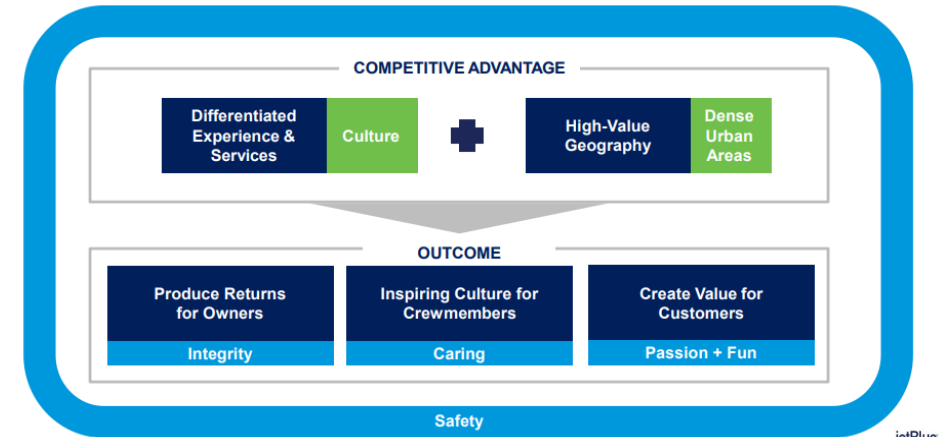 COMPETITIVE ADVANTAGE
Differentiated
Experience &
Services
Culture
High-Value
Geography
Dense
Urban
Areas
OUTCOME
Produce Returns
for Owners
Integrity
Inspiring Culture for
Crewmembers
Caring
Create Value for
Customers
Passion + Fun
Safety